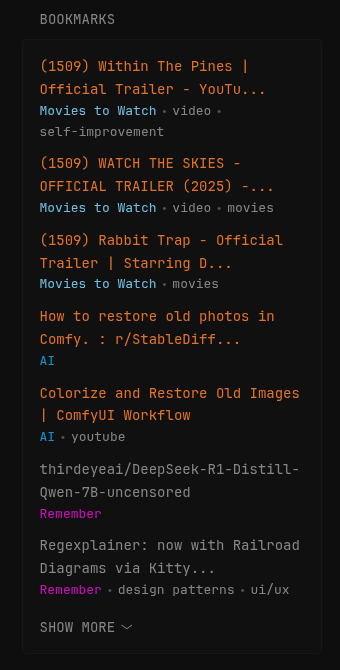 BOOKMARKS
(1509) Within The Pines |
Official Trailer - YouTu...
Movies to Watch • video •
self-improvement
(1509) WATCH THE SKIES -
OFFICIAL TRAILER (2025) -...
Movies to Watch • video • movies
(1509) Rabbit Trap - Official
Trailer | Starring D...
Movies to Watch • movies
How to restore old photos in
Comfy. : r/StableDiff...
AI
Colorize and Restore Old Images
| ComfyUI Workflow
AI • youtube
thirdeyeai/DeepSeek-R1-Distill-
Qwen-7B-uncensored
Remember
Regexplainer: now with Railroad
Diagrams via Kitty...
Remember • design patterns • ui/ux
SHOW MORE